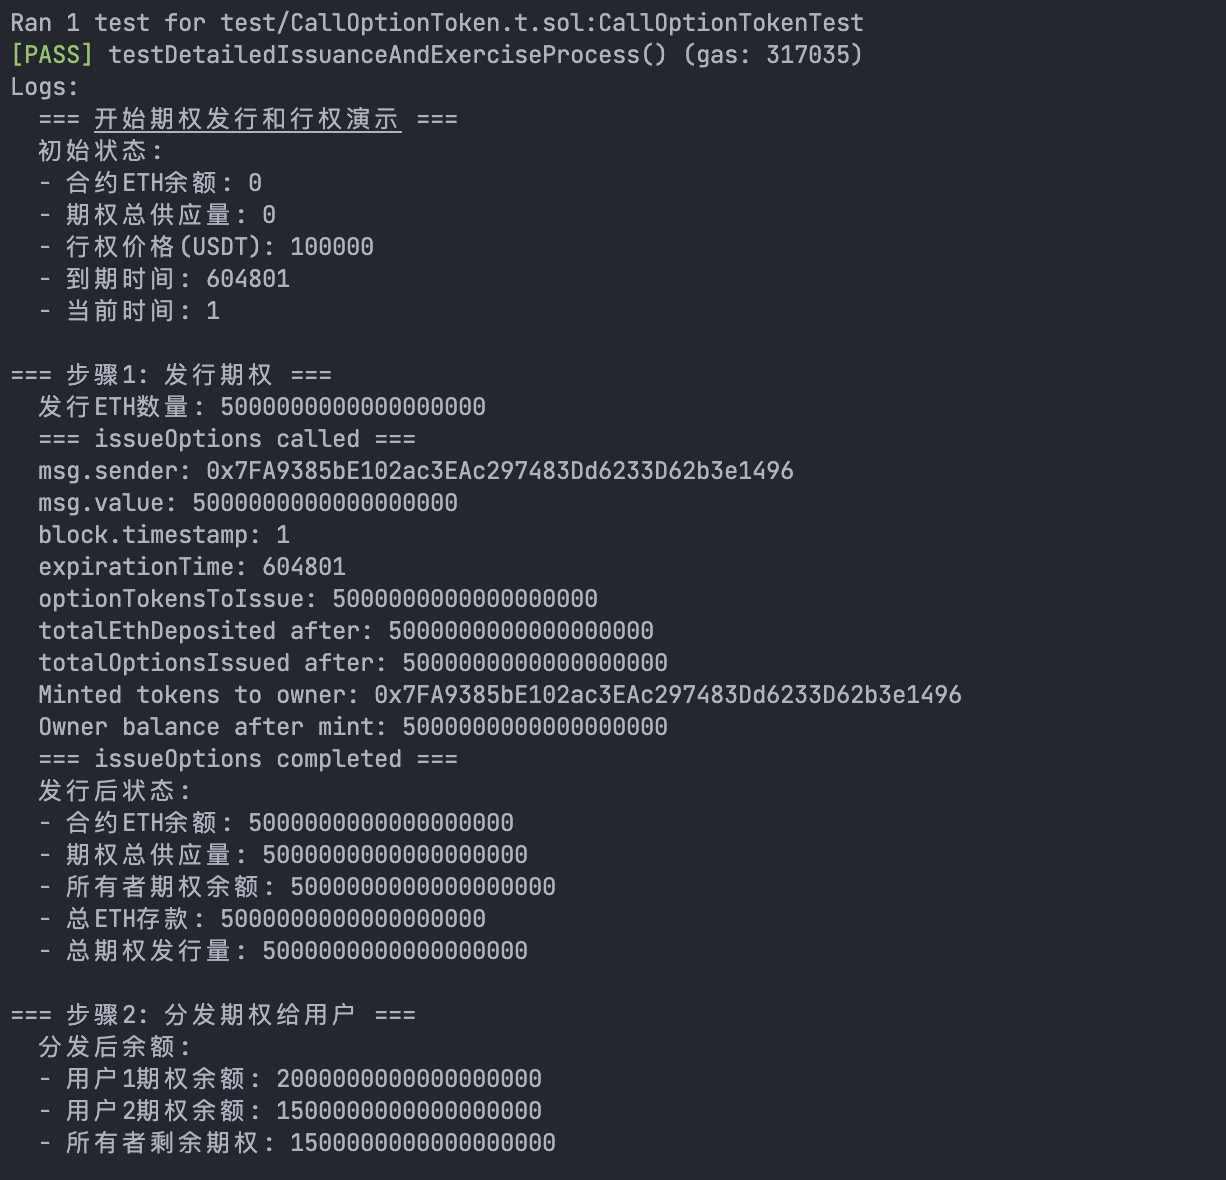 Ran 1 test for test/CallOptionToken.t.sol:CallOptionTokenTest
[PASS] testDetailedIssuanceAndExerciseProcess() (gas: 317035)
Logs:
=== 开始期权发行和行权演示 ===
初始状态:
- 合约ETH余额: 0
- 期权总供应量: 0
- 行权价格(USDT): 100000
- 到期时间: 604801
- 当前时间: 1
=== 步骤1: 发行期权 ===
发行ETH数量: 5000000000000000000
=== issueOptions called ===
msg.sender: 0x7FA9385bE102ac3EAc297483Dd6233D62b3e1496
msg.value: 5000000000000000000
block.timestamp: 1
expirationTime: 604801
optionTokensToIssue: 5000000000000000000
totalEthDeposited after: 5000000000000000000
totalOptionsIssued after: 5000000000000000000
Minted tokens to owner: 0x7FA9385bE102ac3EAc297483Dd6233D62b3e1496
Owner balance after mint: 5000000000000000000
=== issueOptions completed ===
发行后状态:
- 合约ETH余额: 5000000000000000000
- 期权总供应量: 5000000000000000000
- 所有者期权余额: 5000000000000000000
- 总ETH存款: 5000000000000000000
- 总期权发行量: 5000000000000000000
=== 步骤2: 分发期权给用户 ===
分发后余额:
- 用户1期权余额: 2000000000000000000
- 用户2期权余额: 1500000000000000000
- 所有者剩余期权: 1500000000000000000